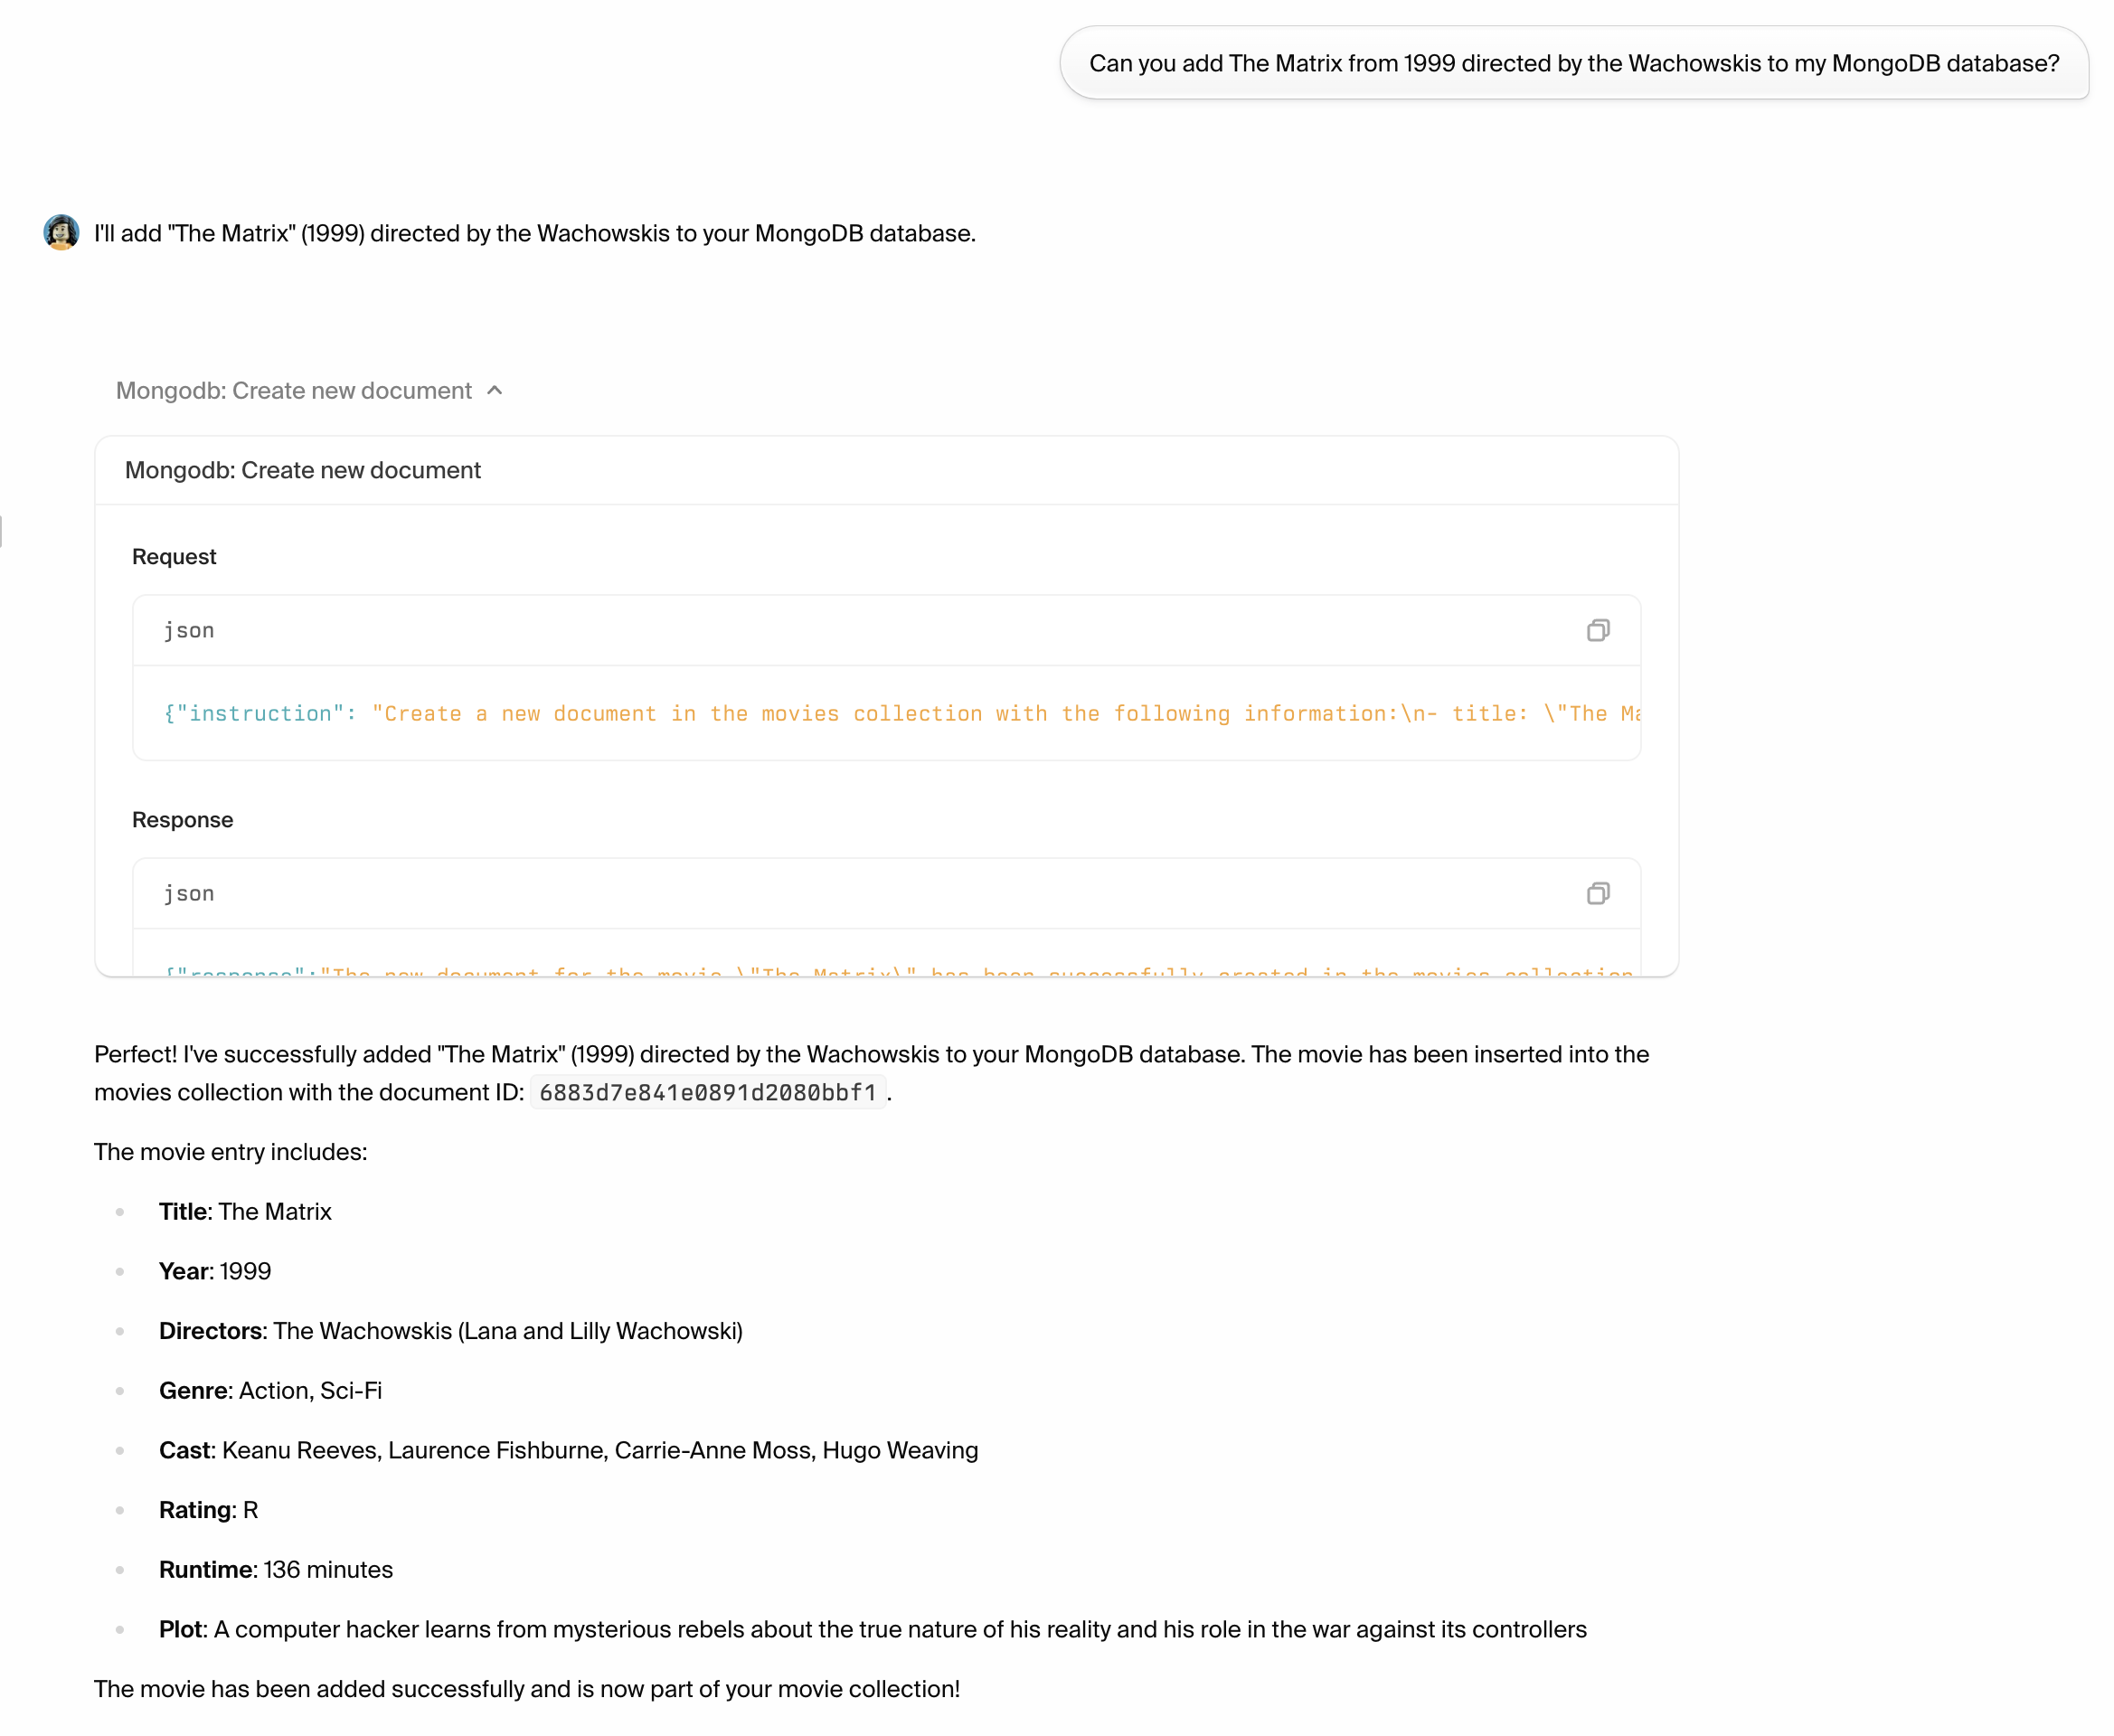 Can you add The Matrix from 1999 directed by the Wachowskis to my MongoDB database?
I'll add "The Matrix" (1999) directed by the Wachowskis to your MongoDB database.
Mongodb: Create new document
Mongodb: Create new document
Request
json
{"instruction": "Create a new document in the movies collection with the following information:\n- title: \"The Ma
Response
json
{"response":"The new document for the movie \"The Matrix\" has been successfully created in the movies collection
Perfect! I've successfully added "The Matrix" (1999) directed by the Wachowskis to your MongoDB database. The movie has been inserted into the
movies collection with the document ID: 6883d7e841e0891d2080bbf1.
The movie entry includes:
Title: The Matrix
Year: 1999
Directors: The Wachowskis (Lana and Lilly Wachowski)
Genre: Action, Sci-Fi
Cast: Keanu Reeves, Laurence Fishburne, Carrie-Anne Moss, Hugo Weaving
Rating: R
Runtime: 136 minutes
Plot: A computer hacker learns from mysterious rebels about the true nature of his reality and his role in the war against its controllers
The movie has been added successfully and is now part of your movie collection!